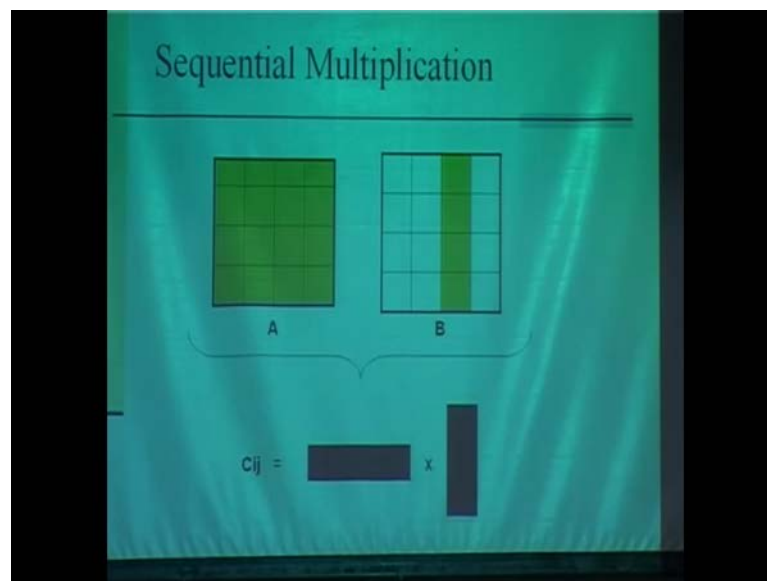 Sequential Multiplication
A B
Cij = x